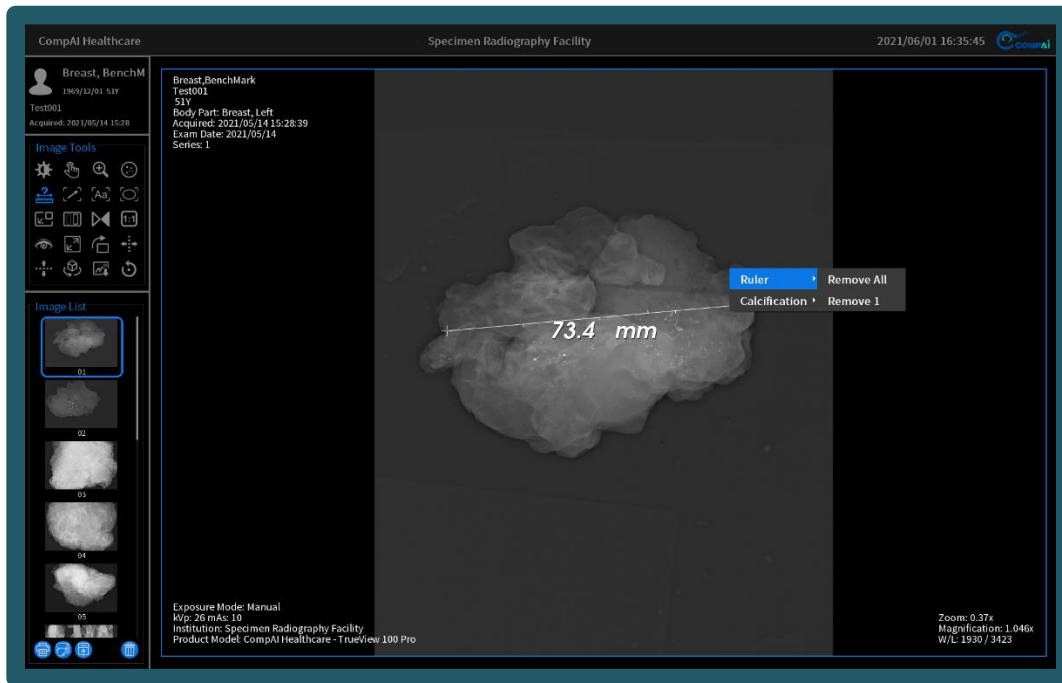 CompAI Healthcare
Specimen Radiography Facility
2021/06/01 16:35:45
COMPAi
Breast, BenchM
1969/12/01 51Y
Test001
Acquired: 2021/05/14 15:28
Image Tools
?
Aa
1:1
Image List
01
02
03
04
05
Breast,BenchMark
Test001
51Y
Body Part: Breast, Left
Acquired: 2021/05/14 15:28:39
Exam Date: 2021/05/14
Series: 1
73.4 mm
Ruler
Remove All
Calcification
Remove 1
Exposure Mode: Manual
kVp: 26 mAs: 10
Institution: Specimen Radiography Facility
Product Model: CompAI Healthcare - TrueView 100 Pro
Zoom: 0.37x
Magnification: 1.046x
W/L: 1930 / 3423